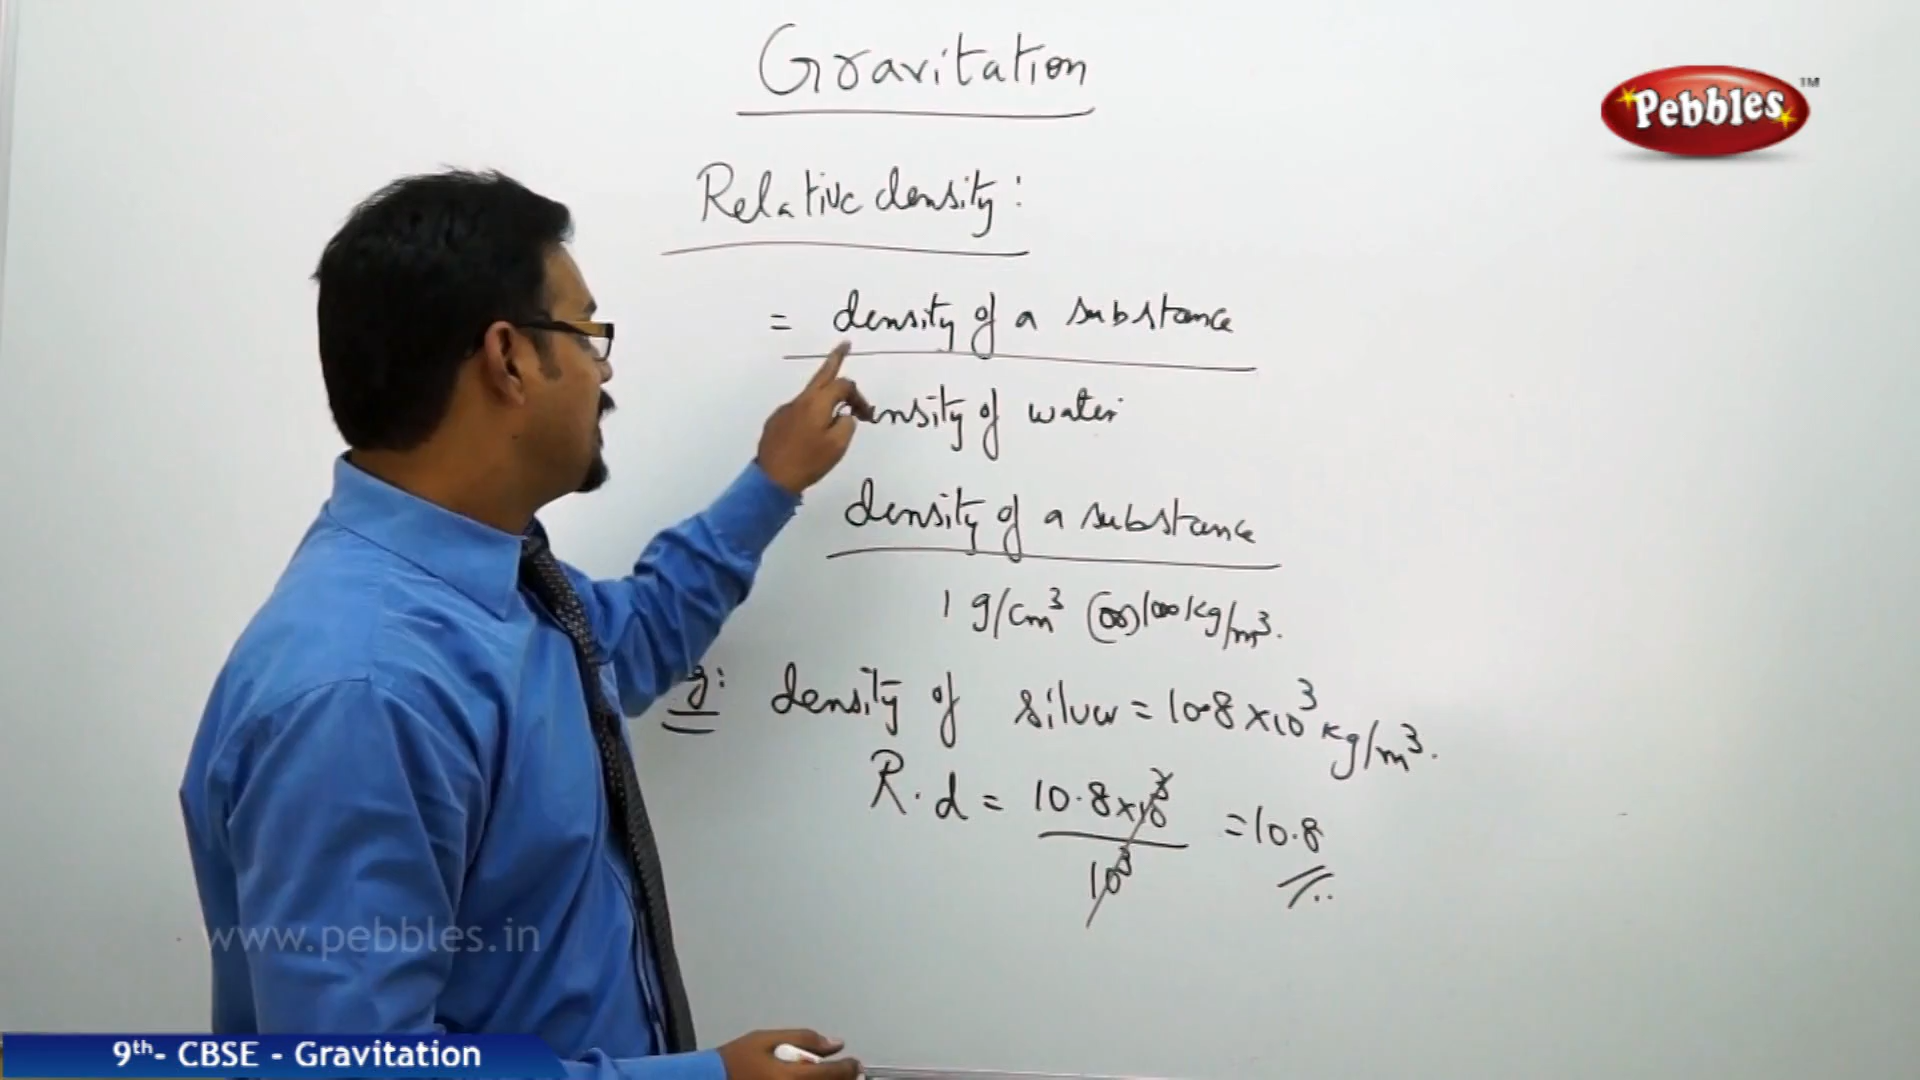 Gravitation
Pebbles TM
Relative density:
= density of a substance
density of water
density of a substance
1 g/cm³ (or) 1000 kg/m³.
g: density of silver = 10.8 × 10³ kg/m³.
R.d = 10.8 × 10³ = 10.8
10³
www.pebbles.in
9th - CBSE - Gravitation